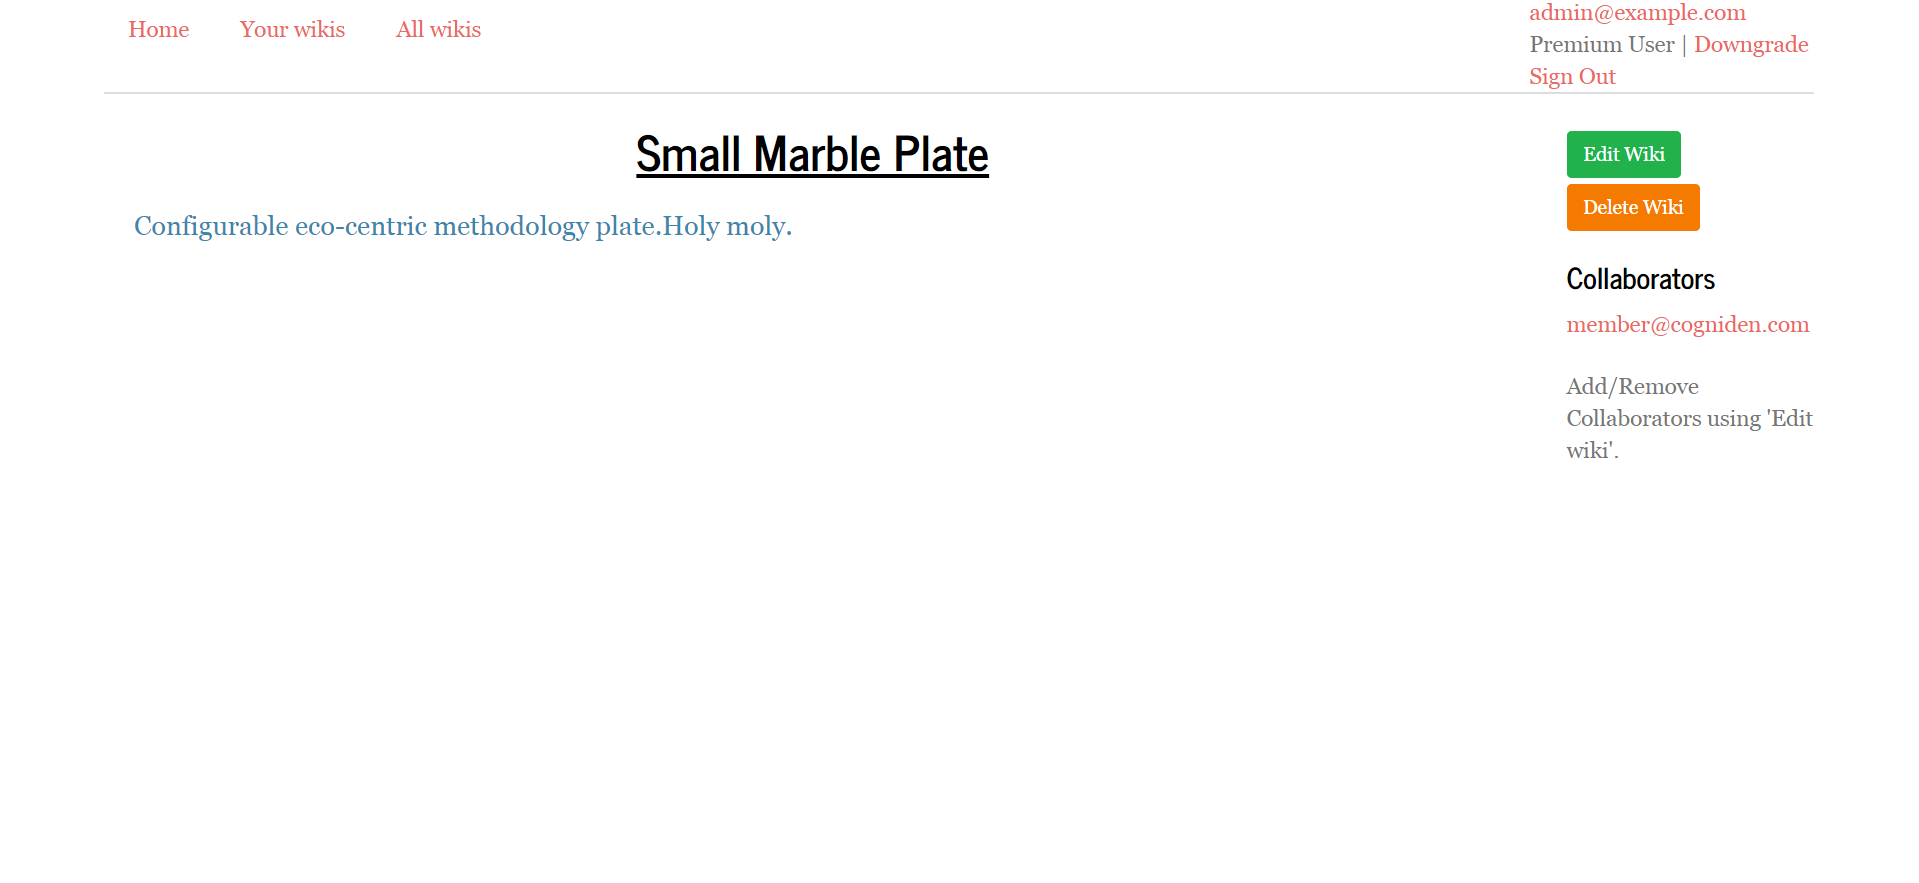 Home Your wikis All wikis
admin@example.com
Premium User | Downgrade
Sign Out
Small Marble Plate
Configurable eco-centric methodology plate.Holy moly.
Edit Wiki
Delete Wiki
Collaborators
member@cogniden.com
Add/Remove
Collaborators using 'Edit
wiki'.